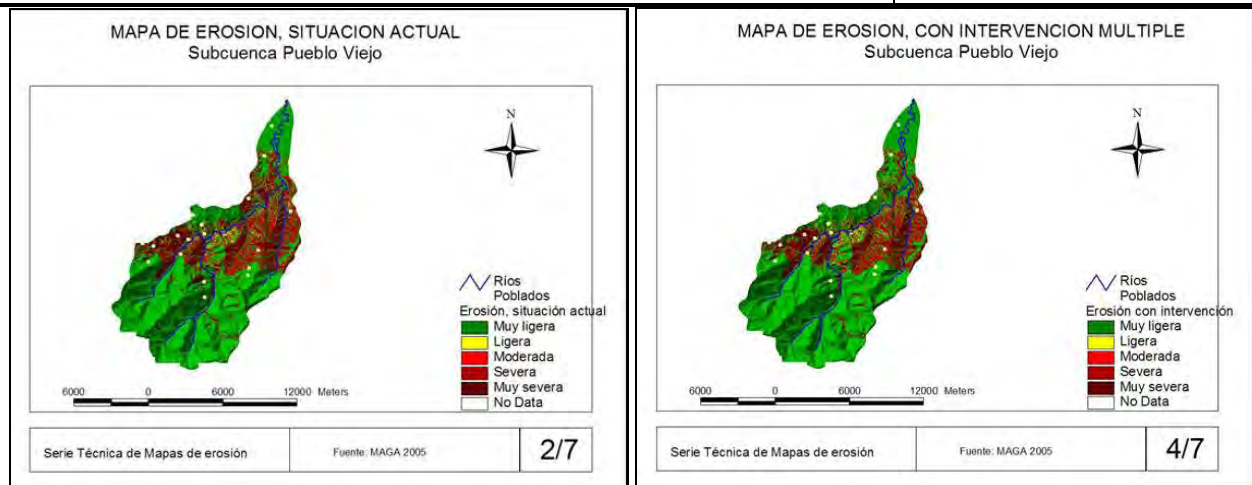 MAPA DE EROSION, SITUACION ACTUAL
Subcuenca Pueblo Viejo
N
Ríos
Poblados
Erosión, situación actual
Muy ligera
Ligera
Moderada
Severa
Muy severa
No Data
6000 0 6000 12000 Meters
Serie Técnica de Mapas de erosión
Fuente: MAGA 2005
2/7
MAPA DE EROSION, CON INTERVENCION MULTIPLE
Subcuenca Pueblo Viejo
N
Ríos
Poblados
Erosión con intervención
Muy ligera
Ligera
Moderada
Severa
Muy severa
No Data
6000 0 6000 12000 Meters
Serie Técnica de Mapas de erosión
Fuente: MAGA 2005
4/7